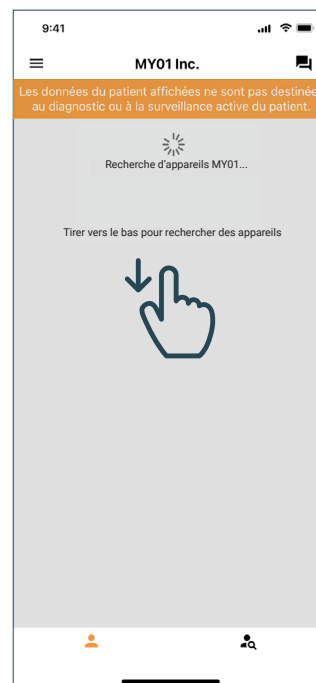 9:41
MY01 Inc.
Les données du patient affichées ne sont pas destinée
au diagnostic ou à la surveillance active du patient.
Recherche d'appareils MY01...
Tirer vers le bas pour rechercher des appareils